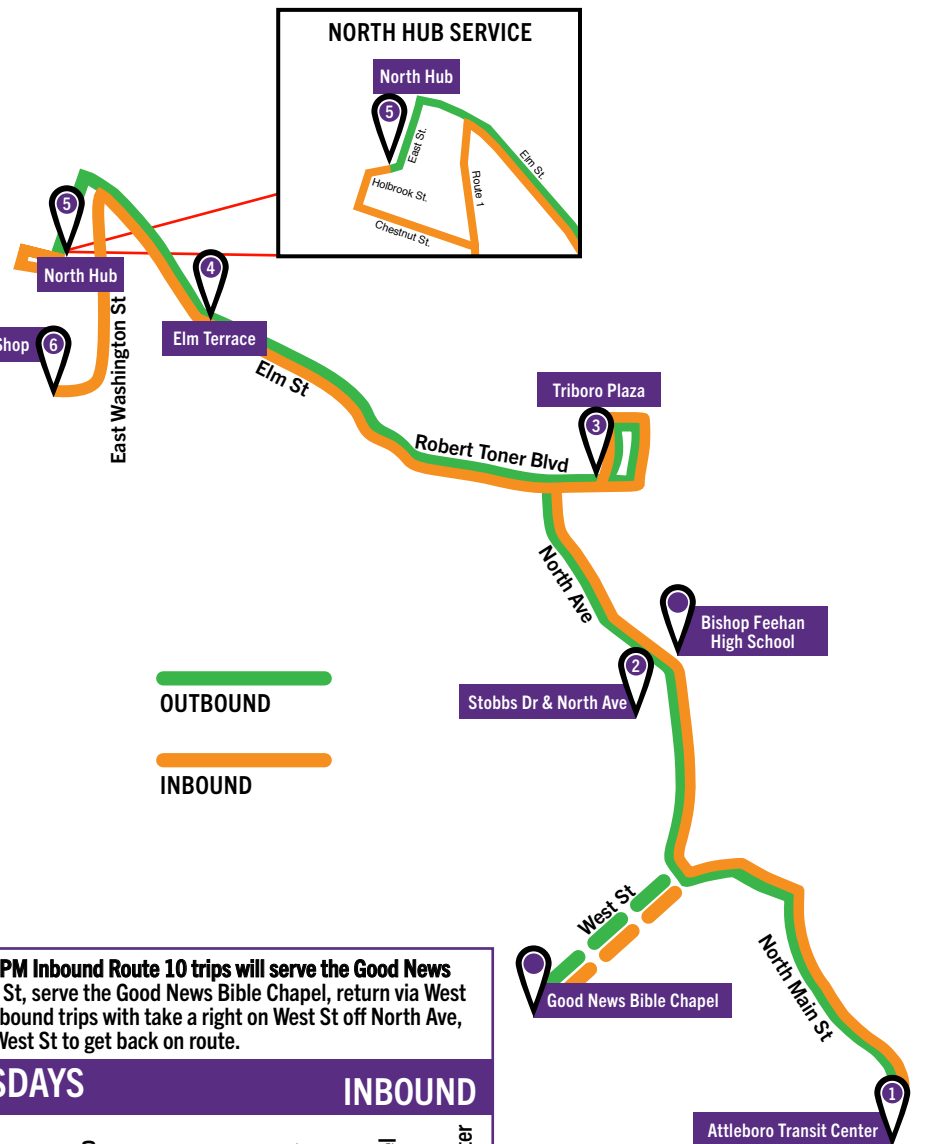 NORTH HUB SERVICE
North Hub
5
East St.
Elm St.
Holbrook St.
Route 1
Chestnut St.
5
North Hub
4
Elm Terrace
Shop
6
East Washington St
Elm St
Triboro Plaza
3
Robert Toner Blvd
North Ave
Bishop Feehan
High School
2
Stobbs Dr & North Ave
OUTBOUND
INBOUND
West St
Good News Bible Chapel
North Main St
1
Attleboro Transit Center
PM Inbound Route 10 trips will serve the Good News
St, serve the Good News Bible Chapel, return via West
bound trips with take a right on West St off North Ave,
West St to get back on route.
SDAYS
INBOUND
ter